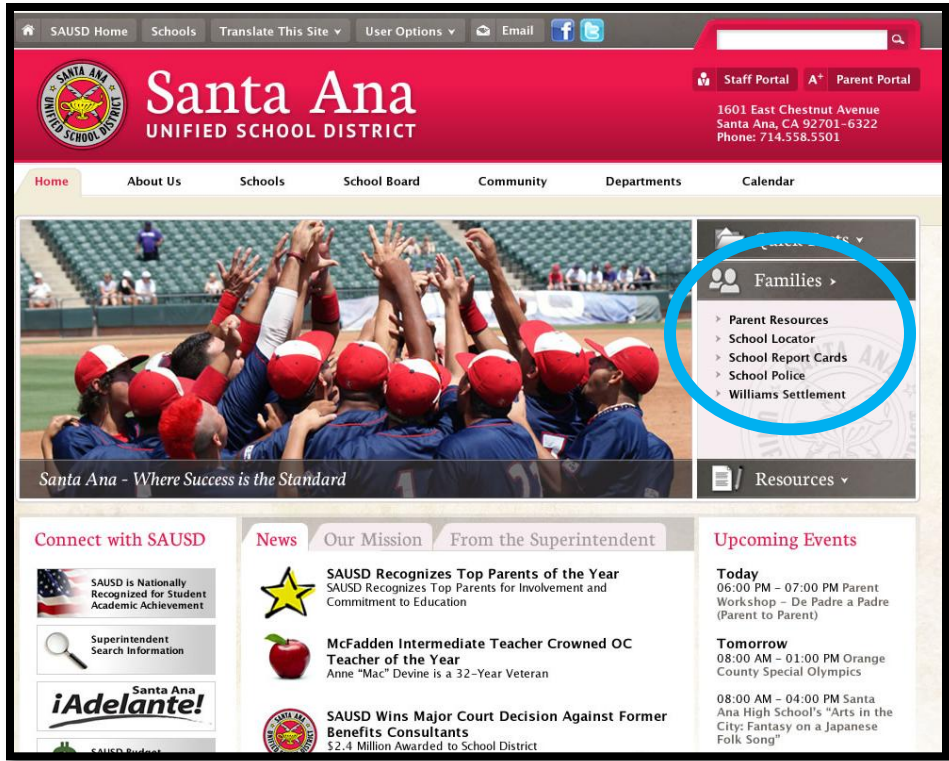 SAUSD Home Schools Translate This Site User Options Email
Santa Ana
UNIFIED SCHOOL DISTRICT
SANTA ANA UNIFIED SCHOOL DISTRICT
Staff Portal A+ Parent Portal
1601 East Chestnut Avenue
Santa Ana, CA 92701-6322
Phone: 714.558.5501
Home About Us Schools School Board Community Departments Calendar
Families
Parent Resources
School Locator
School Report Cards
School Police
Williams Settlement
Resources
Santa Ana - Where Success is the Standard
Connect with SAUSD
SAUSD is Nationally
Recognized for Student
Academic Achievement
Superintendent
Search Information
Santa Ana
¡Adelante!
SAUSD Budget
News Our Mission From the Superintendent
SAUSD Recognizes Top Parents of the Year
SAUSD Recognizes Top Parents for Involvement and
Commitment to Education
McFadden Intermediate Teacher Crowned OC
Teacher of the Year
Anne “Mac” Devine is a 32-Year Veteran
SAUSD Wins Major Court Decision Against Former
Benefits Consultants
$2.4 Million Awarded to School District
Upcoming Events
Today
06:00 PM - 07:00 PM Parent
Workshop - De Padre a Padre
(Parent to Parent)
Tomorrow
08:00 AM - 01:00 PM Orange
County Special Olympics
08:00 AM - 04:00 PM Santa
Ana High School's "Arts in the
City: Fantasy on a Japanese
Folk Song"